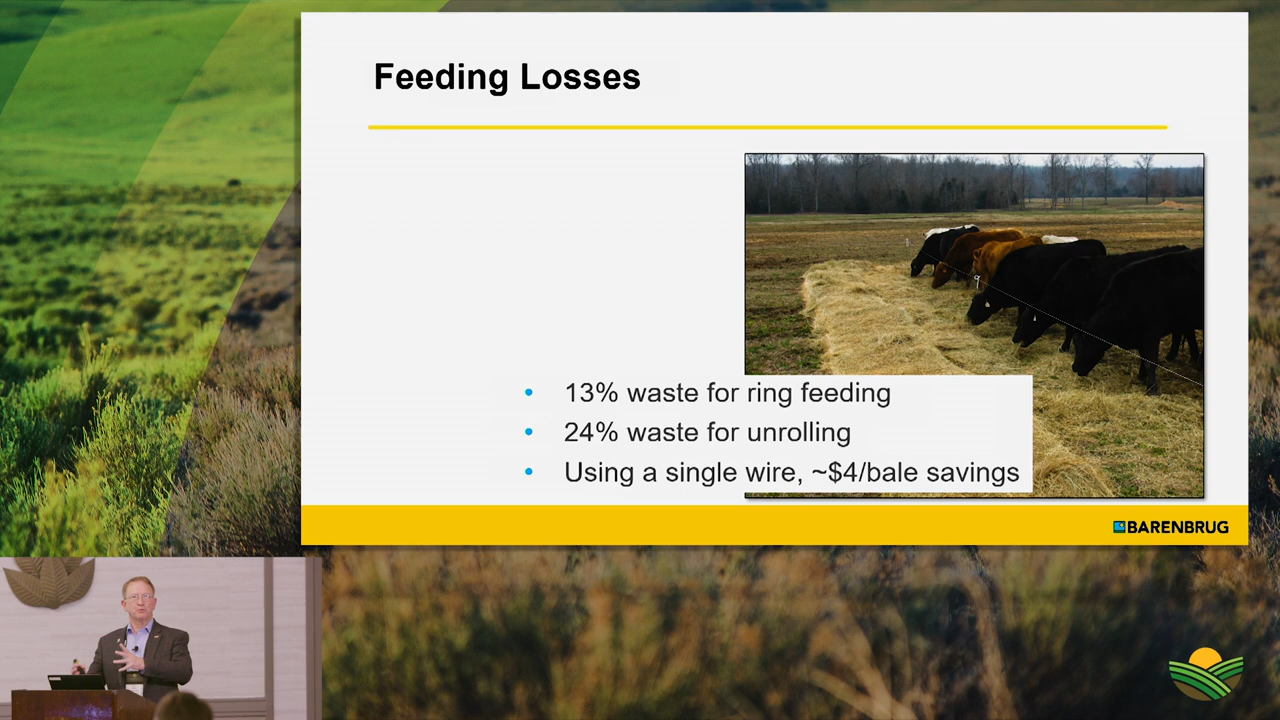 Feeding Losses
• 13% waste for ring feeding
• 24% waste for unrolling
• Using a single wire, ~$4/bale savings
BARENBRUG